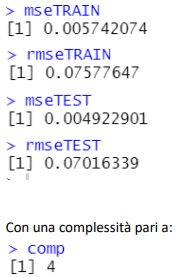 > mseTRAIN
[1] 0.005742074
> rmseTRAIN
[1] 0.07577647
> mseTEST
[1] 0.004922901
> rmseTEST
[1] 0.07016339
>
Con una complessità pari a:
> comp
[1] 4